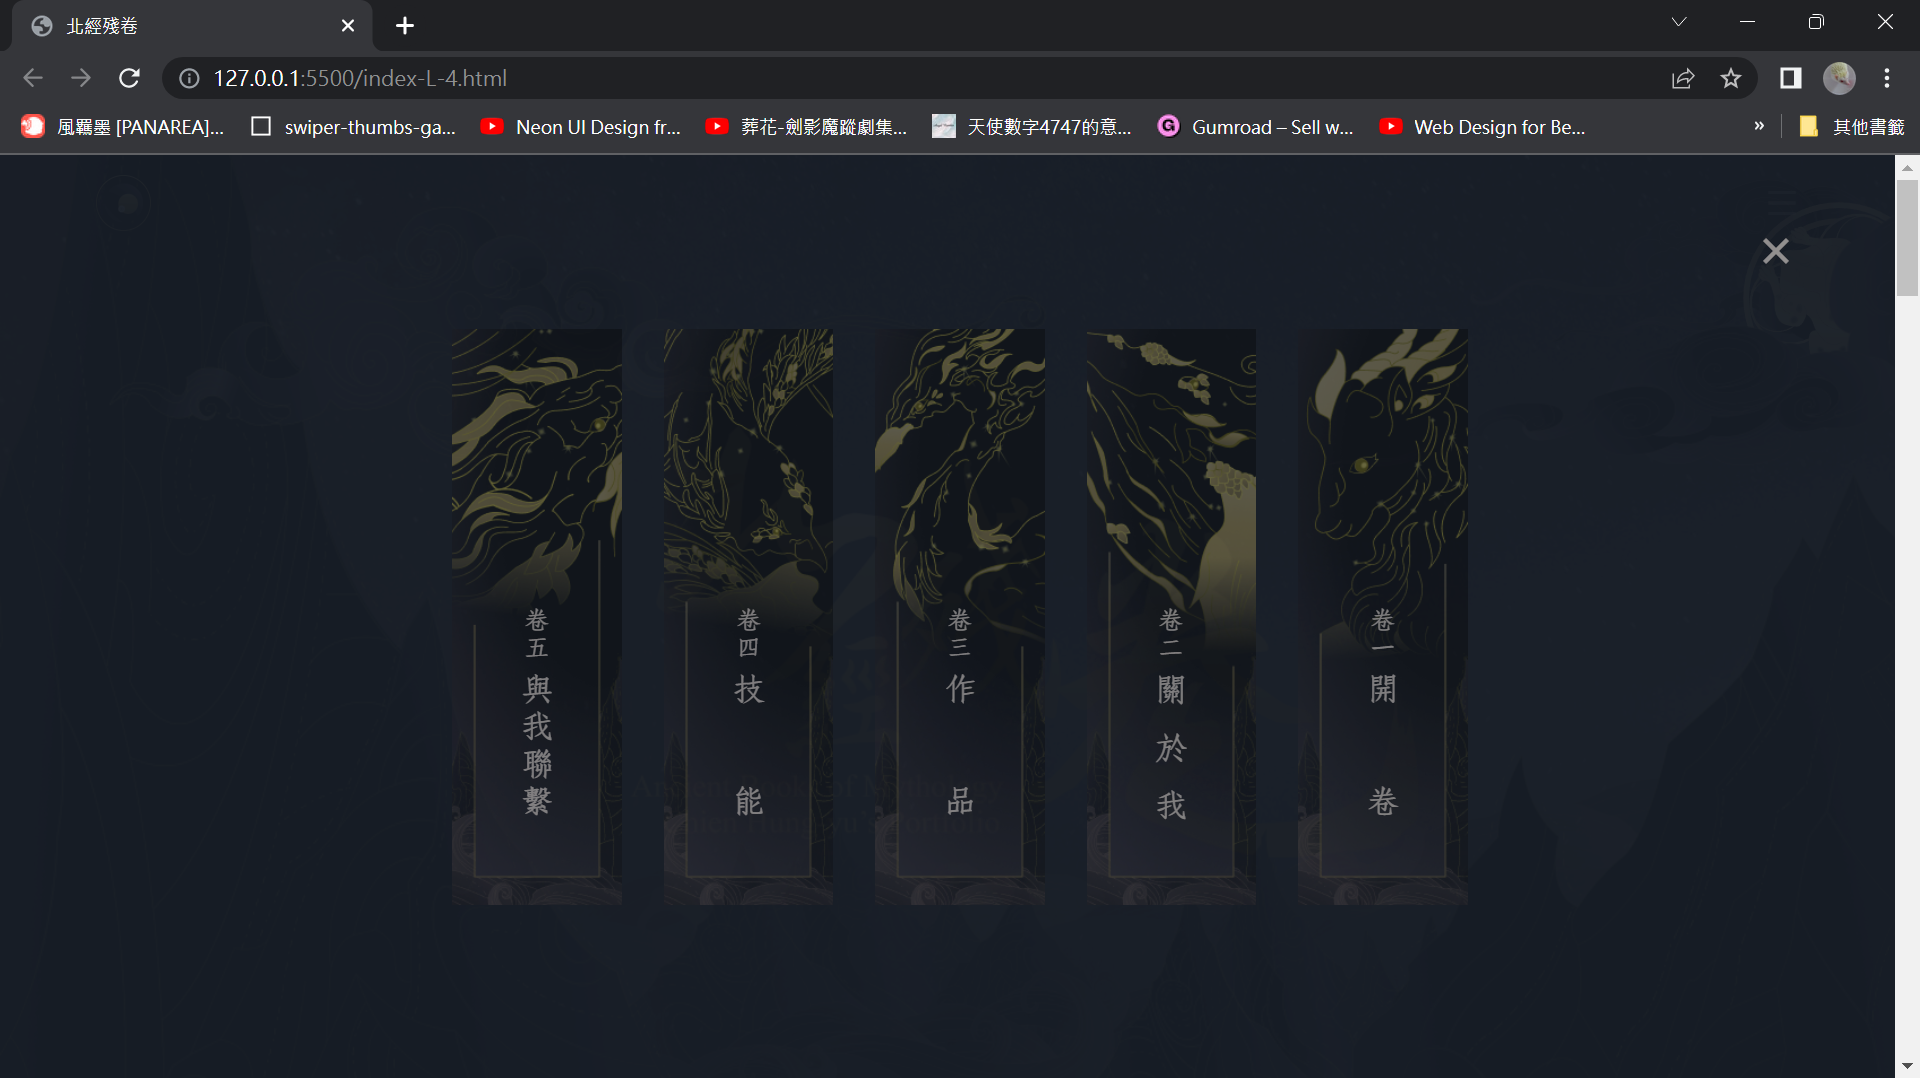 北經殘卷
127.0.0.1:5500/index-L-4.html
風羈墨 [PANAREA]...
swiper-thumbs-ga...
Neon UI Design fr...
葬花-劍影魔蹤劇集...
天使數字4747的意...
Gumroad – Sell w...
Web Design for Be...
»
其他書籤
卷一
開卷
卷二
關於我
卷三
作品
卷四
技能
卷五
與我聯繫